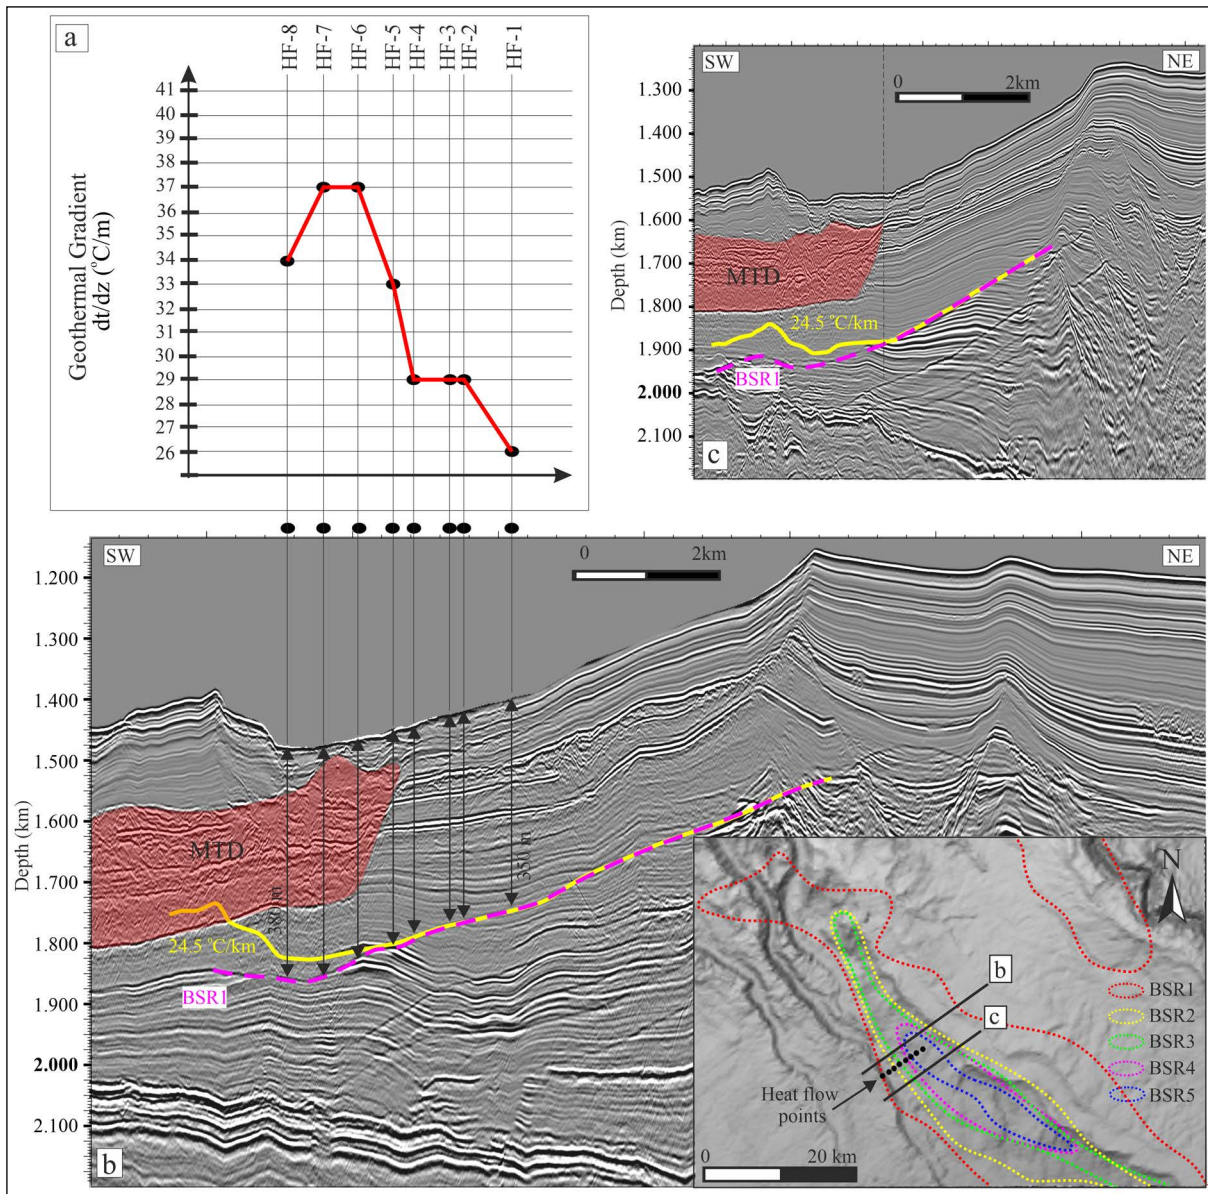 a
HF-8
HF-7
HF-6
HF-5
HF-4
HF-3
HF-2
HF-1
Geothermal Gradient
dt/dz (°C/m)
41
40
39
38
37
36
35
34
33
32
31
30
29
28
27
26
SW
NE
0 2km
Depth (km)
1.300
1.400
1.500
1.600
1.700
1.800
1.900
2.000
2.100
MTD
24.5 °C/km
BSR1
c
SW
NE
0 2km
Depth (km)
1.200
1.300
1.400
1.500
1.600
1.700
1.800
1.900
2.000
2.100
MTD
380 m
350 m
24.5 °C/km
BSR1
b
N
b
c
BSR1
BSR2
BSR3
BSR4
BSR5
Heat flow
points
0 20 km